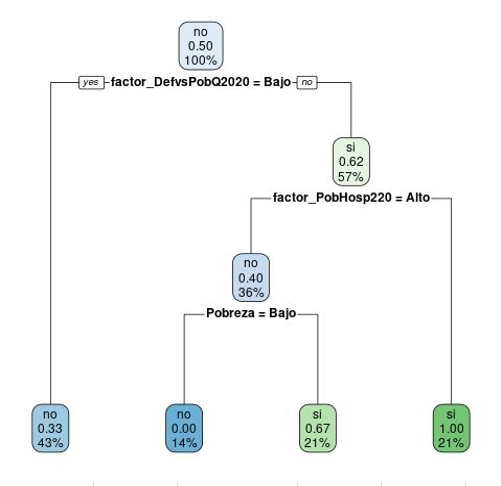 no
0.50
100%
yes factor_DefvsPobQ2020 = Bajo no
si
0.62
57%
factor_PobHosp220 = Alto
no
0.40
36%
Pobreza = Bajo
no
0.33
43%
no
0.00
14%
si
0.67
21%
si
1.00
21%